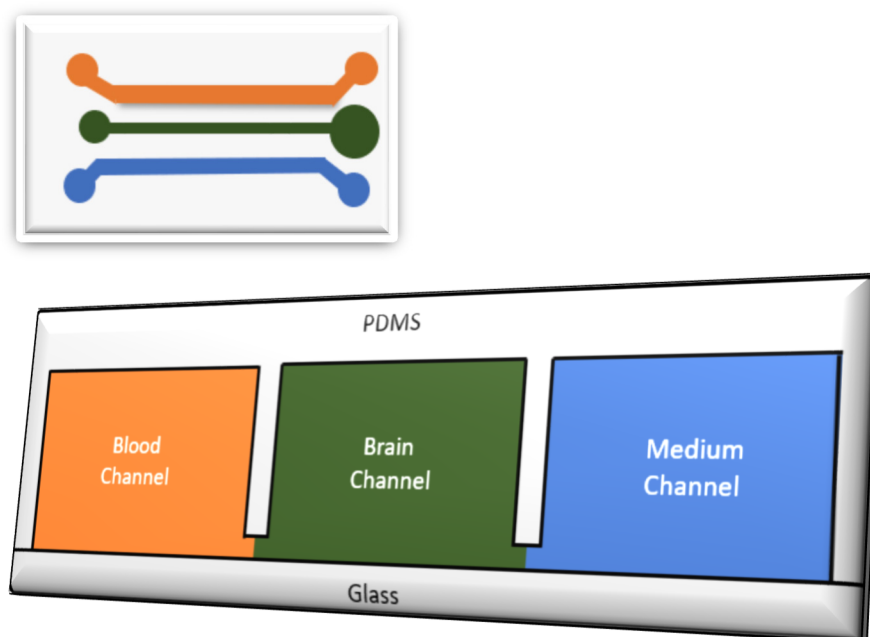 PDMS
Blood
Channel
Brain
Channel
Medium
Channel
Glass